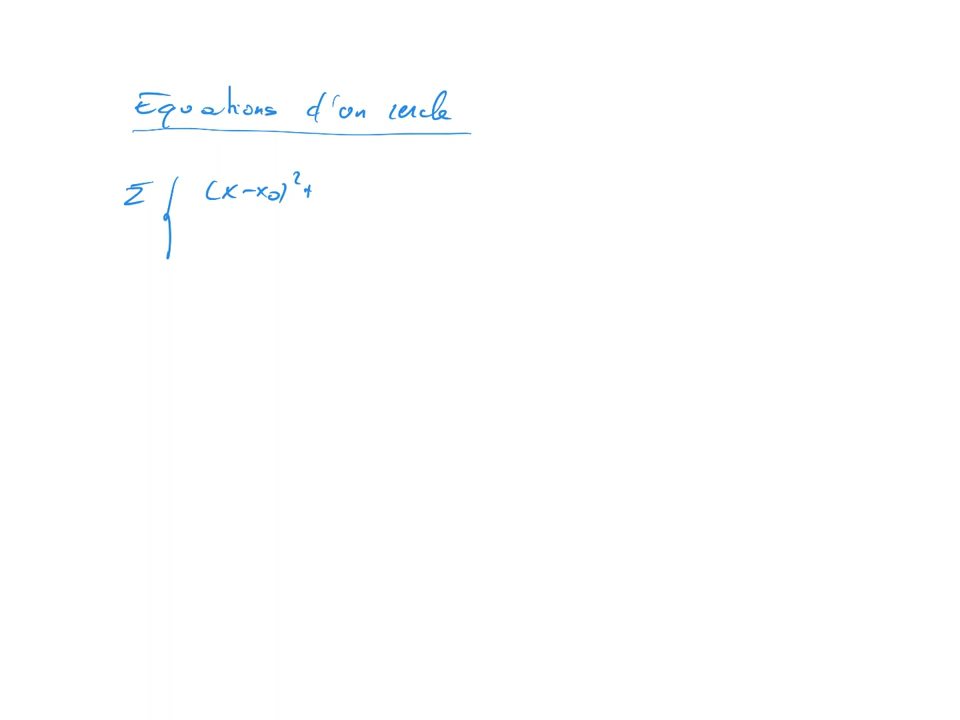 Equations d'un cercle
Σ { (x-x₀)² +